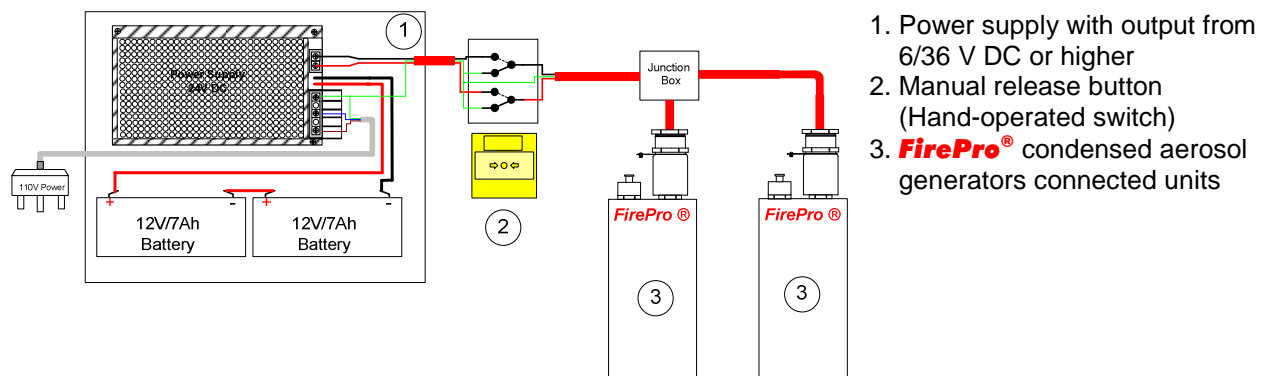 1
Power Supply
24V DC
110V Power
+
-
+
-
12V/7Ah
Battery
12V/7Ah
Battery
2
Junction
Box
FirePro ®
FirePro ®
3
3
1. Power supply with output from
6/36 V DC or higher
2. Manual release button
(Hand-operated switch)
3. FirePro® condensed aerosol
generators connected units